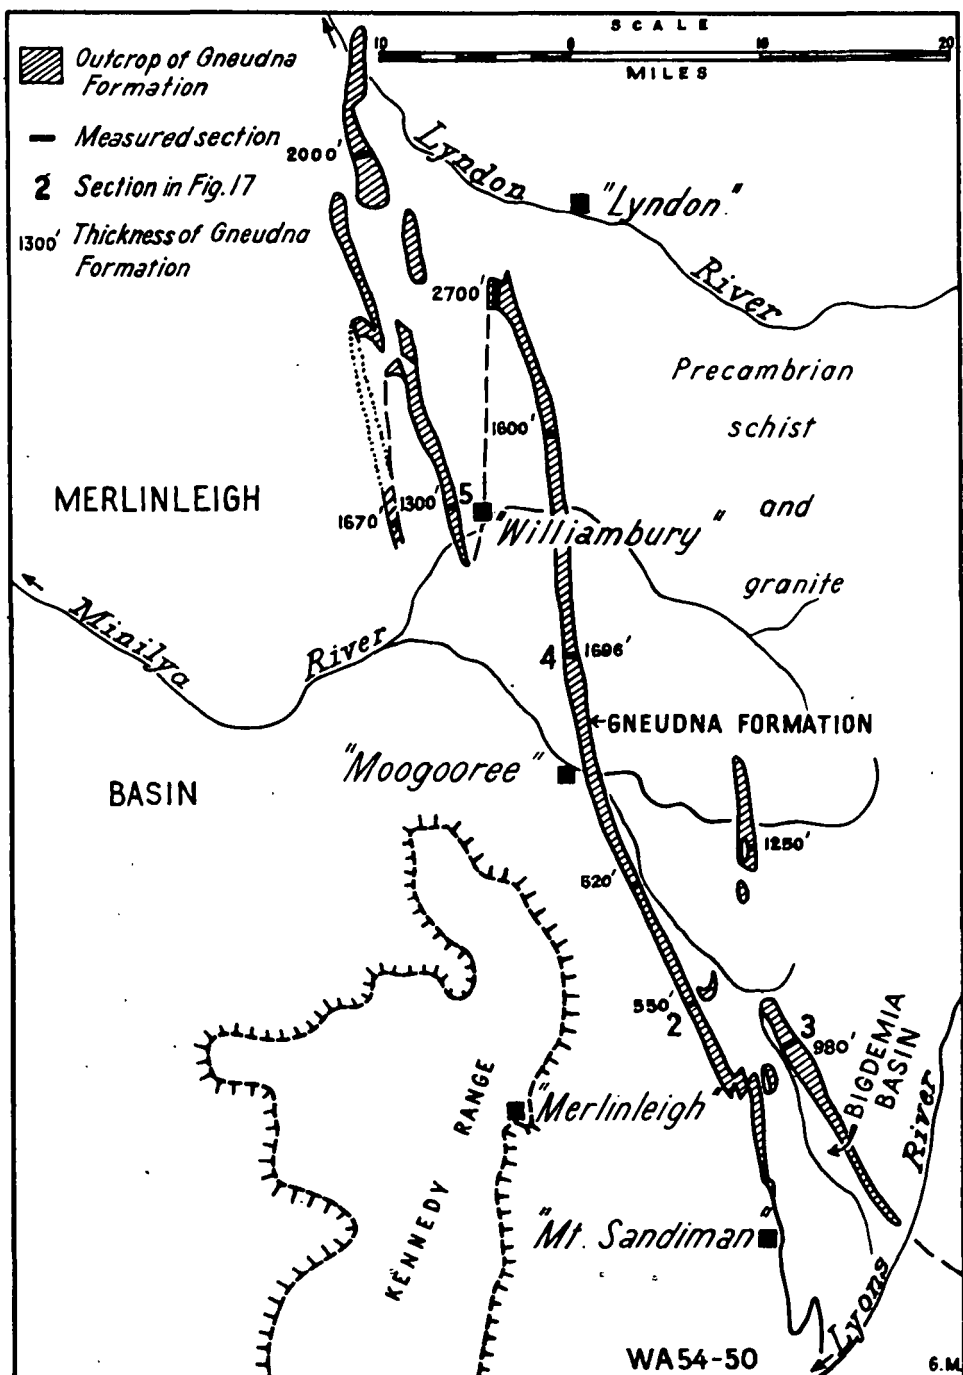 SCALE
10 0 10 20
MILES
Outcrop of Gneudna
Formation
Measured section
2 Section in Fig. 17
1300' Thickness of Gneudna
Formation
2000'
Lyndon
River
"Lyndon"
2700'
Precambrian
schist
and
granite
1600'
MERLINLEIGH
1670'
1300'
5
"Williambury"
Minilya
River
4
1696'
GNEUDNA FORMATION
"Moogooree"
BASIN
1250'
520'
550'
2
3
980'
BIGDEMIA
BASIN
"Merlinleigh"
KENNEDY
RANGE
"Mt. Sandiman"
Lyons
River
WA54-50
G.M.